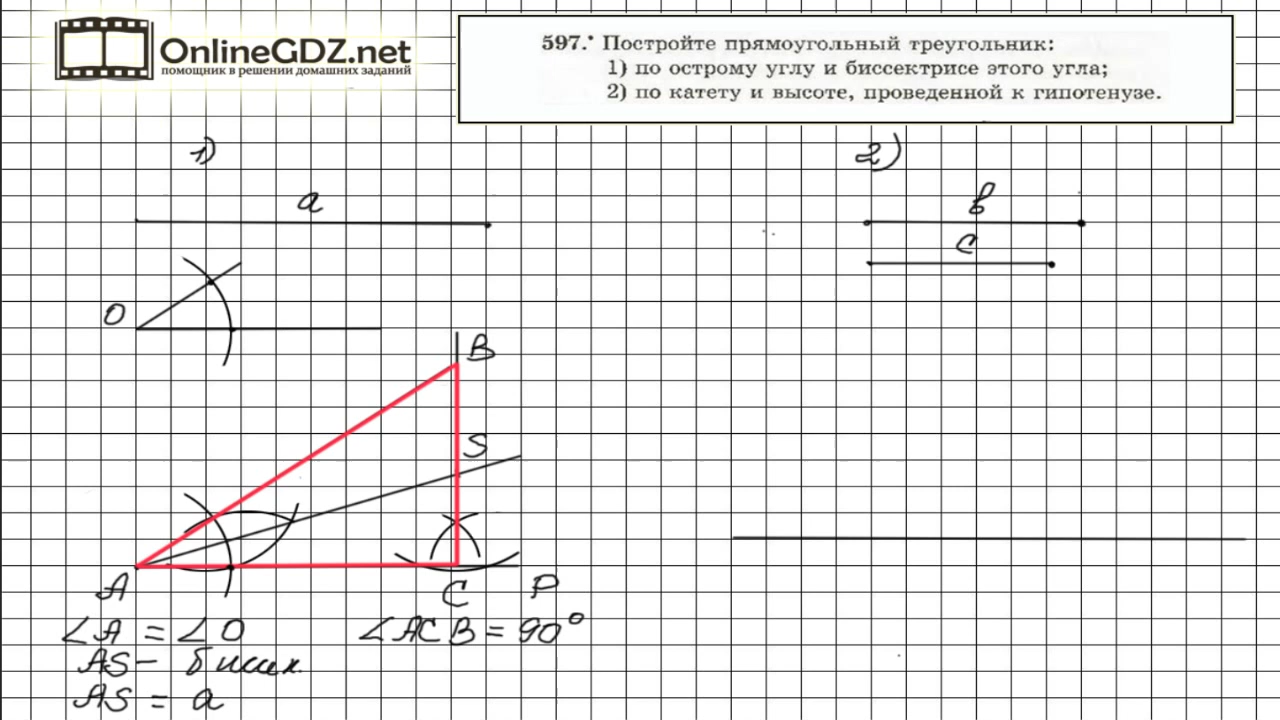 OnlineGDZ.net
помощник в решении домашних заданий
597.• Постройте прямоугольный треугольник:
1) по острому углу и биссектрисе этого угла;
2) по катету и высоте, проведенной к гипотенузе.
1)
a
O
B
S
A
C
P
∠A = ∠O
∠ACB = 90°
AS – биссек.
AS = a
2)
в
c